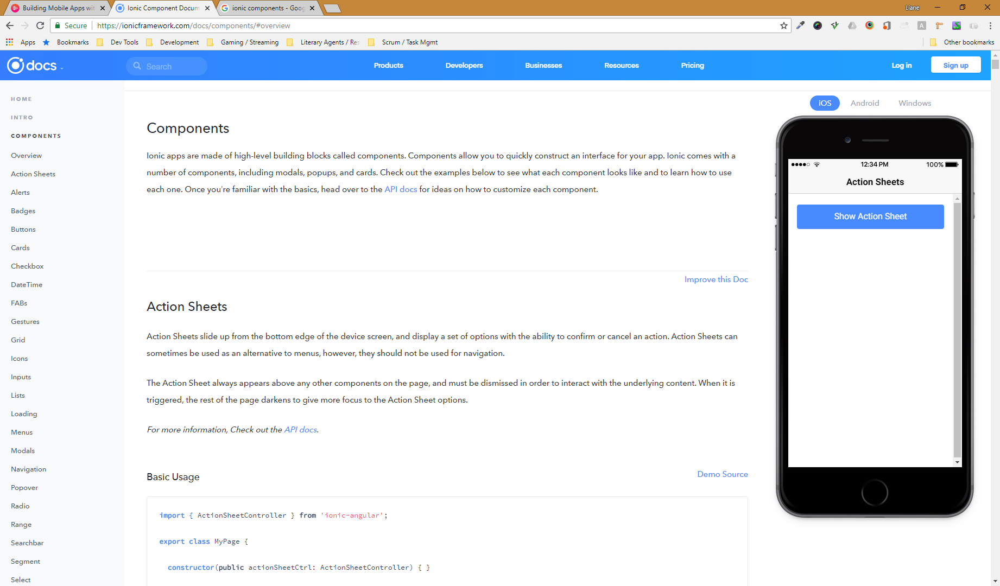 Building Mobile Apps wit
Ionic Component Docum
ionic components - Goog
Liane
Secure
https://ionicframework.com/docs/components/#overview
Apps
Bookmarks
Dev Tools
Development
Gaming / Streaming
Literary Agents / Res
Scrum / Task Mgmt
Other bookmarks
docs
Search
Products
Developers
Businesses
Resources
Pricing
Log in
Sign up
HOME
INTRO
COMPONENTS
Overview
Action Sheets
Alerts
Badges
Buttons
Cards
Checkbox
DateTime
FABs
Gestures
Grid
Icons
Inputs
Lists
Loading
Menus
Modals
Navigation
Popover
Radio
Range
Searchbar
Segment
Select
Components
Ionic apps are made of high-level building blocks called components. Components allow you to quickly construct an interface for your app. Ionic comes with a
number of components, including modals, popups, and cards. Check out the examples below to see what each component looks like and to learn how to use
each one. Once you're familiar with the basics, head over to the API docs for ideas on how to customize each component.
Improve this Doc
Action Sheets
Action Sheets slide up from the bottom edge of the device screen, and display a set of options with the ability to confirm or cancel an action. Action Sheets can
sometimes be used as an alternative to menus, however, they should not be used for navigation.
The Action Sheet always appears above any other components on the page, and must be dismissed in order to interact with the underlying content. When it is
triggered, the rest of the page darkens to give more focus to the Action Sheet options.
For more information, Check out the API docs.
Basic Usage
Demo Source
import { ActionSheetController } from 'ionic-angular';
export class MyPage {
constructor(public actionSheetCtrl: ActionSheetController) { }
iOS
Android
Windows
12:34 PM
100%
Action Sheets
Show Action Sheet